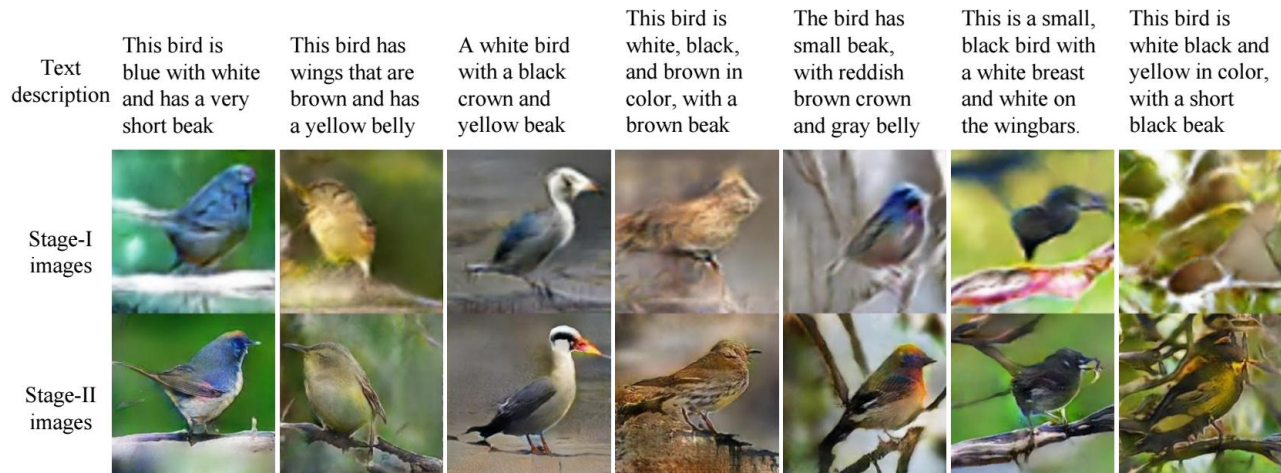 Text
description
This bird is
blue with white
and has a very
short beak
This bird has
wings that are
brown and has
a yellow belly
A white bird
with a black
crown and
yellow beak
This bird is
white, black,
and brown in
color, with a
brown beak
The bird has
small beak,
with reddish
brown crown
and gray belly
This is a small,
black bird with
a white breast
and white on
the wingbars.
This bird is
white black and
yellow in color,
with a short
black beak
Stage-I
images
Stage-II
images